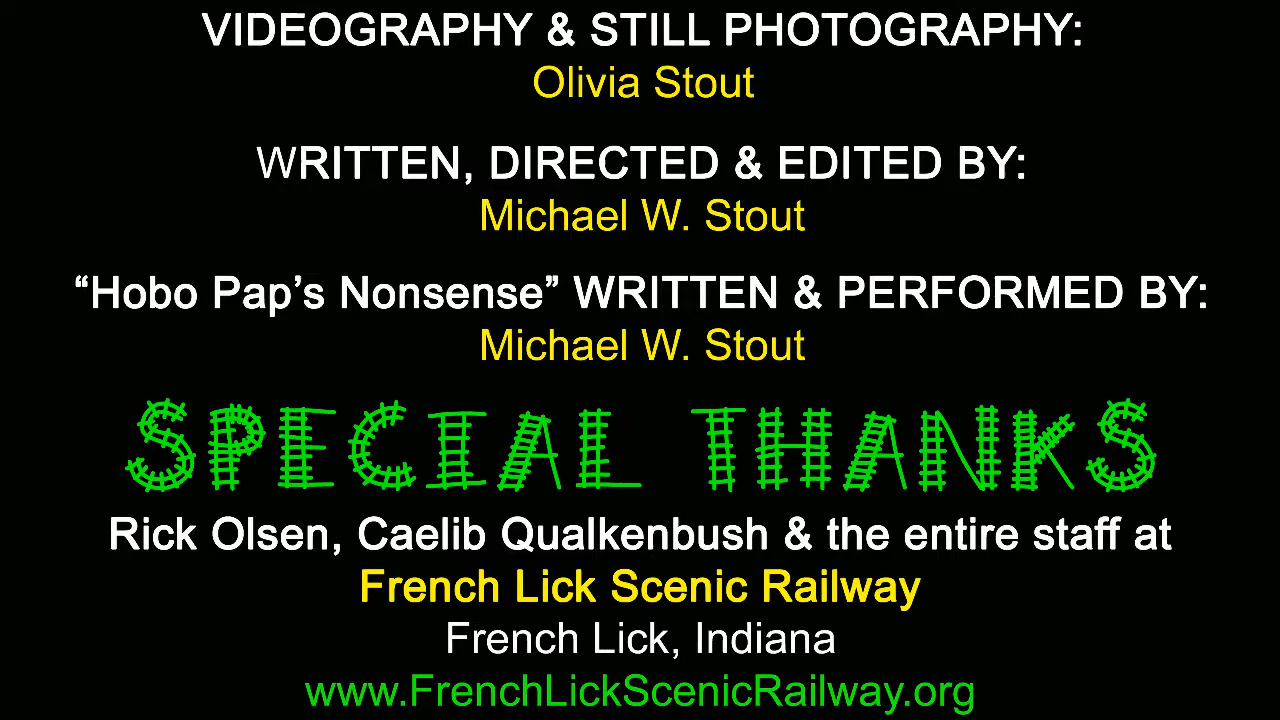 VIDEOGRAPHY & STILL PHOTOGRAPHY:
Olivia Stout
WRITTEN, DIRECTED & EDITED BY:
Michael W. Stout
“Hobo Pap’s Nonsense” WRITTEN & PERFORMED BY:
Michael W. Stout
SPECIAL THANKS
Rick Olsen, Caelib Qualkenbush & the entire staff at
French Lick Scenic Railway
French Lick, Indiana
www.FrenchLickScenicRailway.org